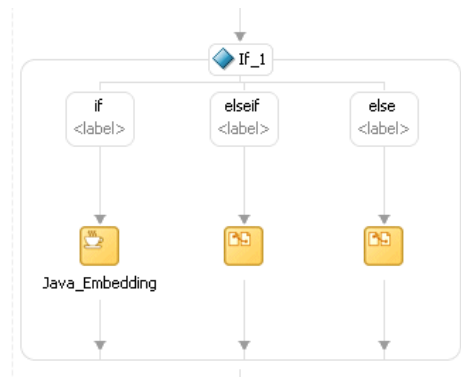 If_1
if
elseif
else
<label>
<label>
<label>
Java_Embedding